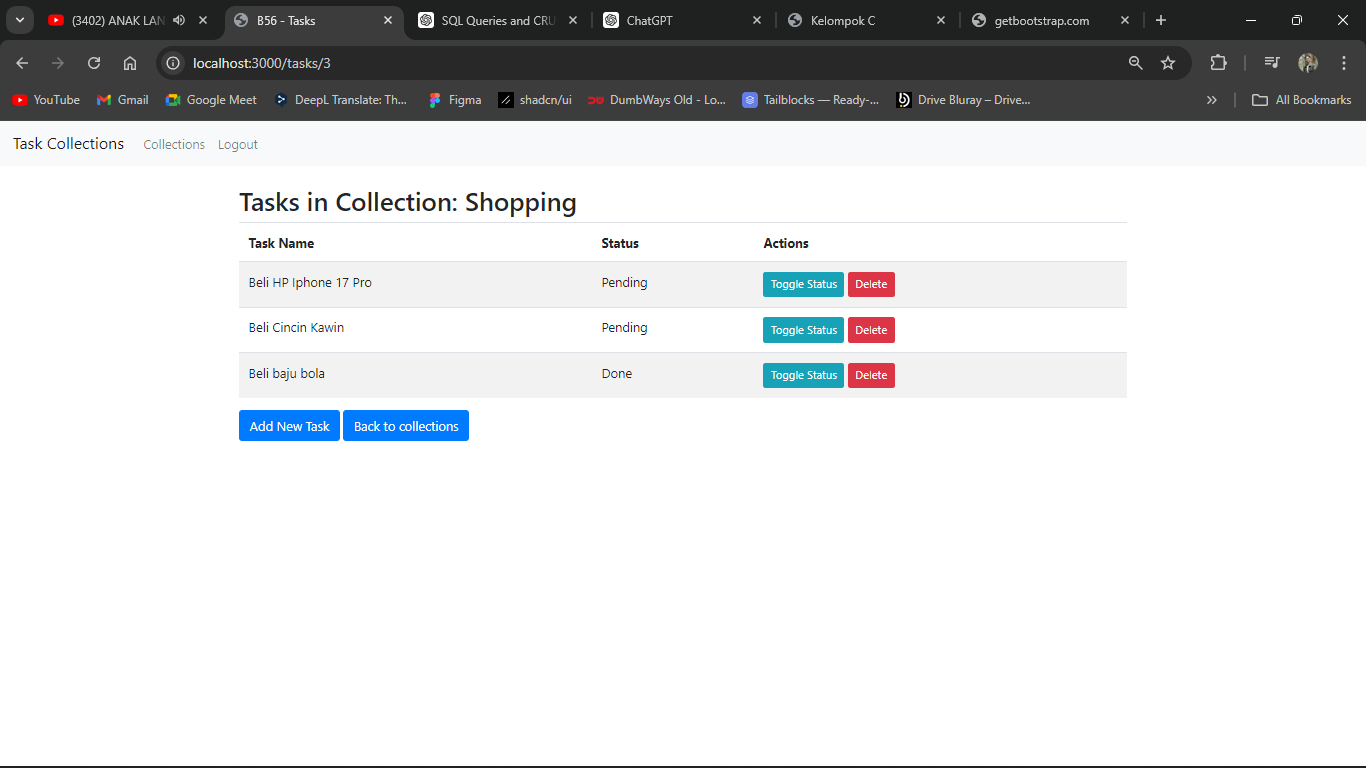 (3402) ANAK LAN B56 - Tasks SQL Queries and CRU ChatGPT Kelompok C getbootstrap.com
localhost:3000/tasks/3
YouTube Gmail Google Meet DeepL Translate: Th... Figma shadcn/ui DumbWays Old - Lo... Tailblocks — Ready-... Drive Bluray – Drive... » All Bookmarks
Task Collections Collections Logout
Tasks in Collection: Shopping
Task Name Status Actions
Beli HP Iphone 17 Pro Pending Toggle Status Delete
Beli Cincin Kawin Pending Toggle Status Delete
Beli baju bola Done Toggle Status Delete
Add New Task Back to collections